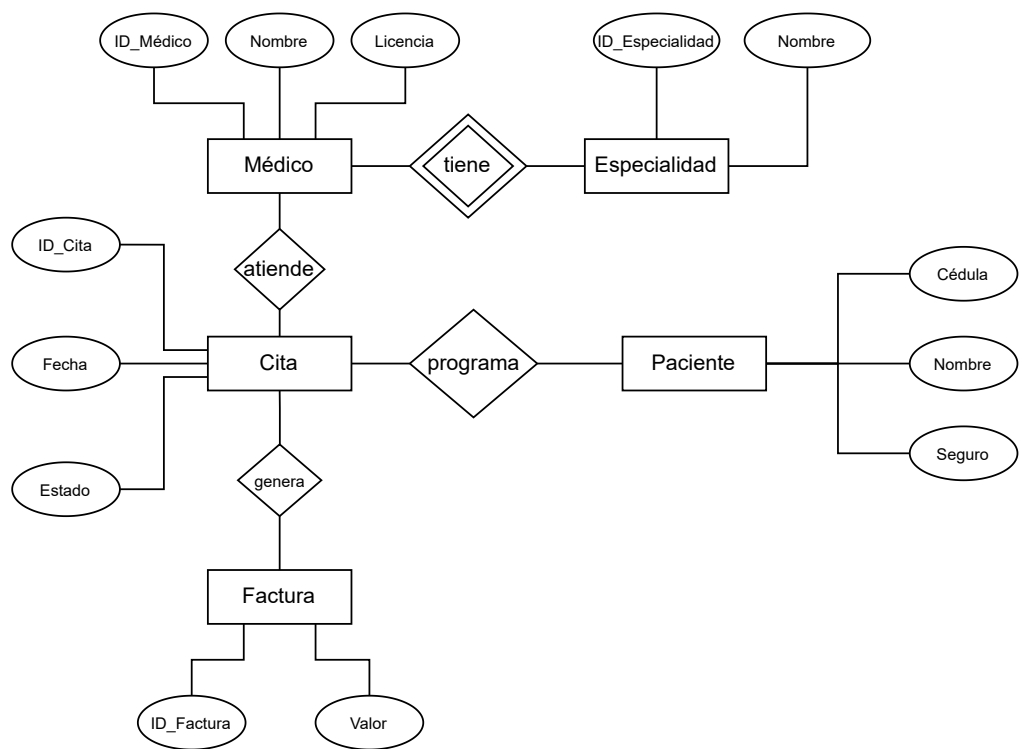 ID_Médico
Nombre
Licencia
ID_Especialidad
Nombre
Médico
tiene
Especialidad
ID_Cita
atiende
Cédula
Fecha
Cita
programa
Paciente
Nombre
Estado
genera
Seguro
Factura
ID_Factura
Valor